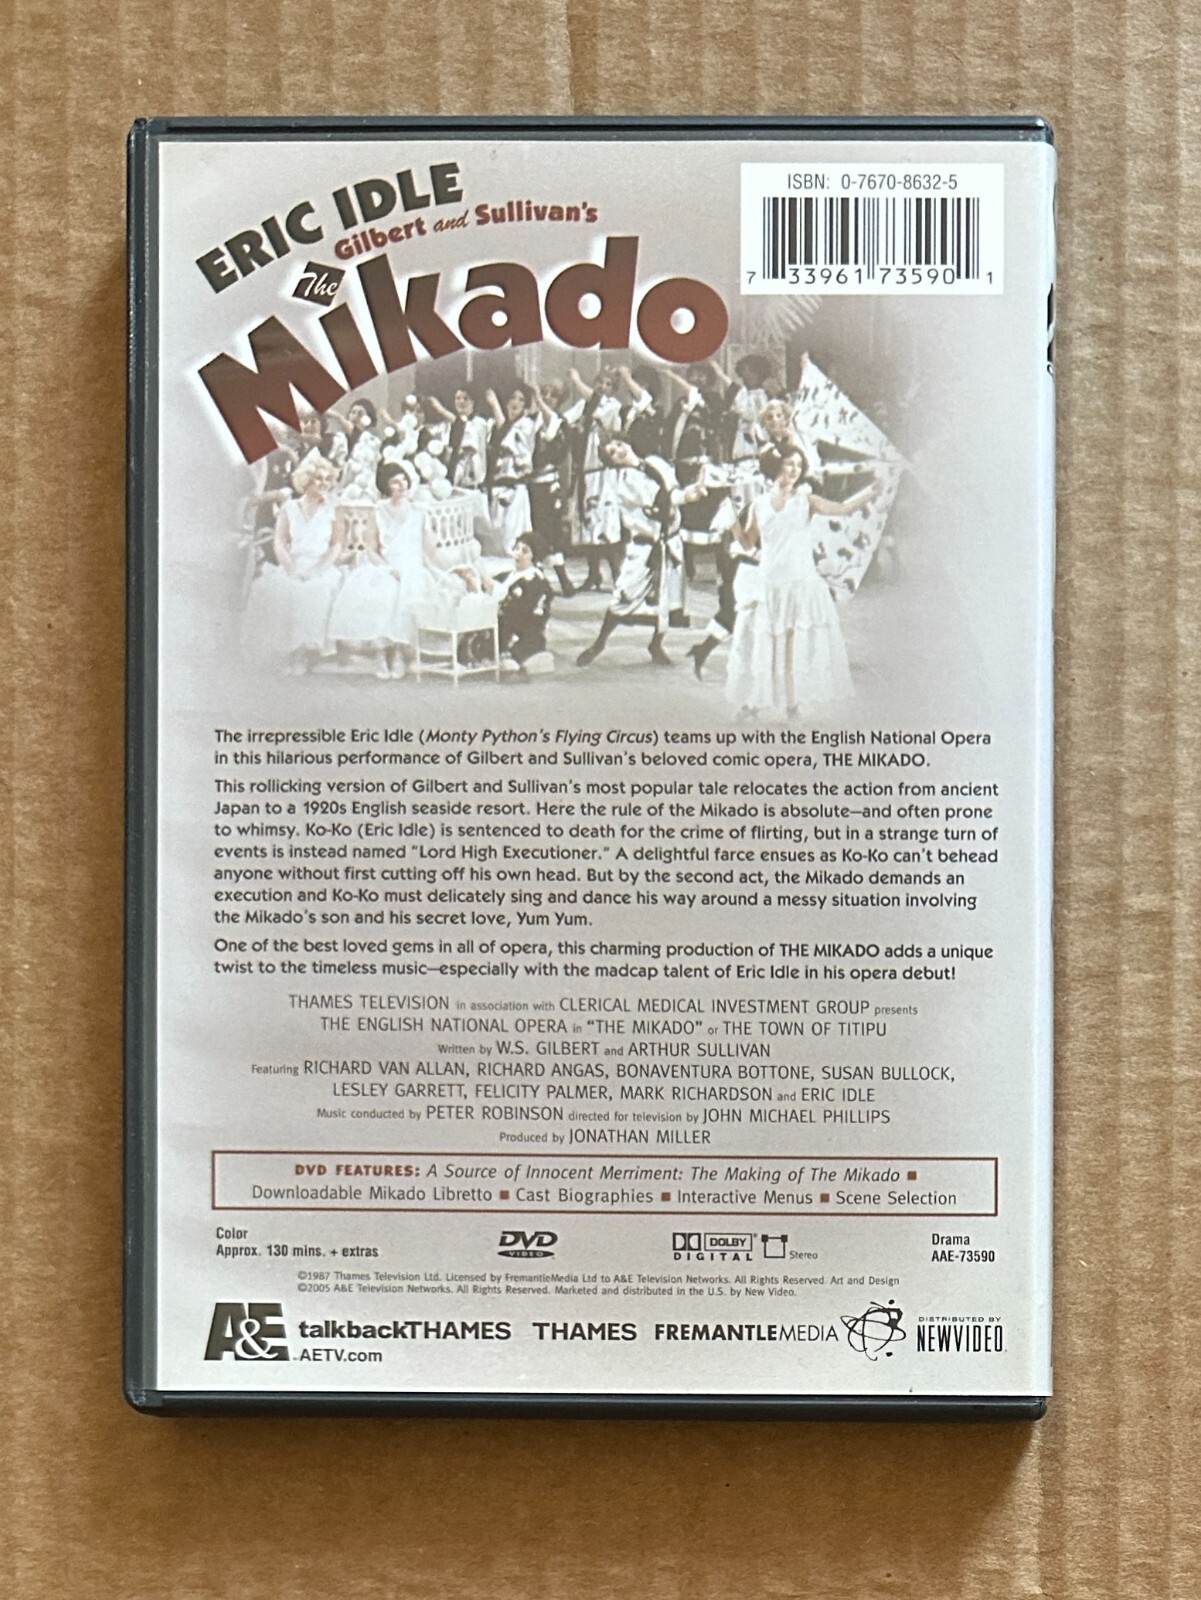 ERIC IDLE
Gilbert and Sullivan's
The
Mikado
ISBN: 0-7670-8632-5
7 33961 73590 1
The irrepressible Eric Idle (Monty Python's Flying Circus) teams up with the English National Opera
in this hilarious performance of Gilbert and Sullivan's beloved comic opera, THE MIKADO.
This rollicking version of Gilbert and Sullivan's most popular tale relocates the action from ancient
Japan to a 1920s English seaside resort. Here the rule of the Mikado is absolute—and often prone
to whimsy. Ko-Ko (Eric Idle) is sentenced to death for the crime of flirting, but in a strange turn of
events is instead named "Lord High Executioner." A delightful farce ensues as Ko-Ko can't behead
anyone without first cutting off his own head. But by the second act, the Mikado demands an
execution and Ko-Ko must delicately sing and dance his way around a messy situation involving
the Mikado's son and his secret love, Yum Yum.
One of the best loved gems in all of opera, this charming production of THE MIKADO adds a unique
twist to the timeless music—especially with the madcap talent of Eric Idle in his opera debut!
THAMES TELEVISION in association with CLERICAL MEDICAL INVESTMENT GROUP presents
THE ENGLISH NATIONAL OPERA in "THE MIKADO" or THE TOWN OF TITIPU
Written by W.S. GILBERT and ARTHUR SULLIVAN
Featuring RICHARD VAN ALLAN, RICHARD ANGAS, BONAVENTURA BOTTONE, SUSAN BULLOCK,
LESLEY GARRETT, FELICITY PALMER, MARK RICHARDSON and ERIC IDLE
Music conducted by PETER ROBINSON directed for television by JOHN MICHAEL PHILLIPS
Produced by JONATHAN MILLER
DVD FEATURES: A Source of Innocent Merriment: The Making of The Mikado ■
Downloadable Mikado Libretto ■ Cast Biographies ■ Interactive Menus ■ Scene Selection
Color
Approx. 130 mins. + extras
DVD
VIDEO
DOLBY
DIGITAL
Stereo
Drama
AAE-73590
©1987 Thames Television Ltd. Licensed by FremantleMedia Ltd to A&E Television Networks. All Rights Reserved. Art and Design
©2005 A&E Television Networks. All Rights Reserved. Marketed and distributed in the U.S. by New Video.
A&E
AETV.com
talkbackTHAMES
THAMES
FREMANTLEMEDIA
DISTRIBUTED BY
NEWVIDEO